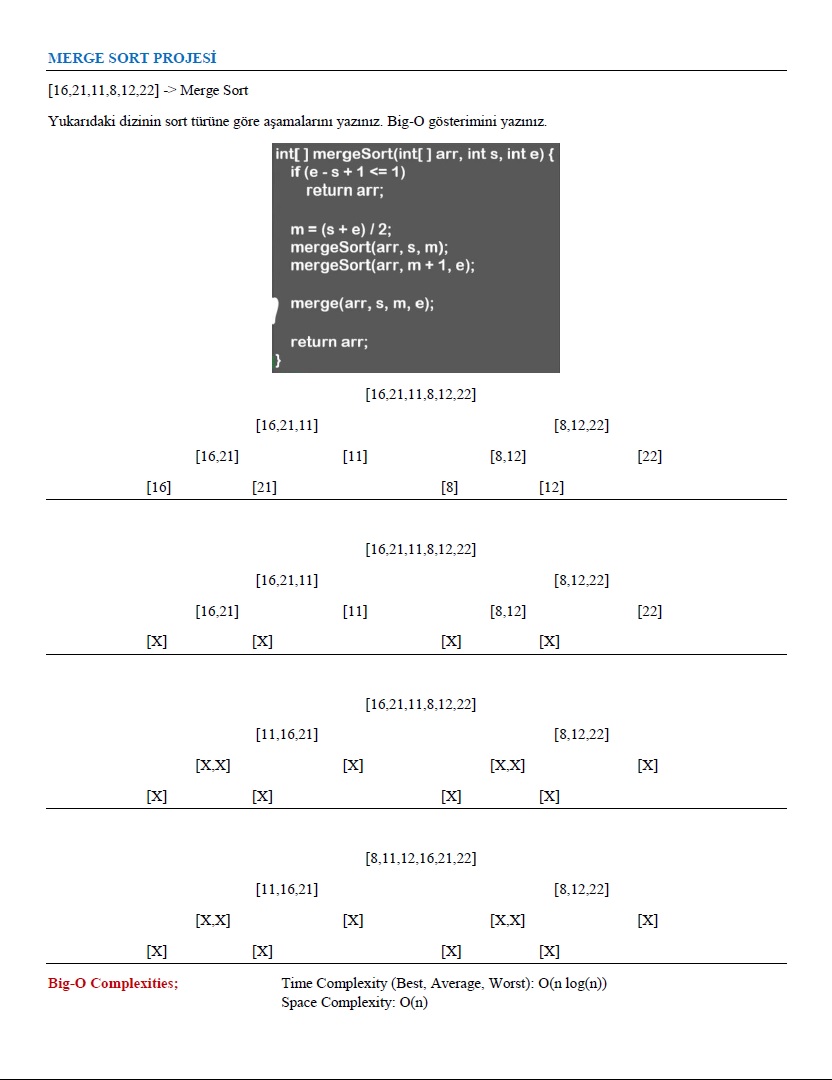 MERGE SORT PROJESİ
[16,21,11,8,12,22] -> Merge Sort
Yukarıdaki dizinin sort türüne göre aşamalarını yazınız. Big-O gösterimini yazınız.
int[ ] mergeSort(int[ ] arr, int s, int e) {
if (e - s + 1 <= 1)
return arr;
m = (s + e) / 2;
mergeSort(arr, s, m);
mergeSort(arr, m + 1, e);
merge(arr, s, m, e);
return arr;
}
[16,21,11,8,12,22]
[16,21,11] [8,12,22]
[16,21] [11] [8,12] [22]
[16] [21] [8] [12]
[16,21,11,8,12,22]
[16,21,11] [8,12,22]
[16,21] [11] [8,12] [22]
[X] [X] [X] [X]
[16,21,11,8,12,22]
[11,16,21] [8,12,22]
[X,X] [X] [X,X] [X]
[X] [X] [X] [X]
[8,11,12,16,21,22]
[11,16,21] [8,12,22]
[X,X] [X] [X,X] [X]
[X] [X] [X] [X]
Big-O Complexities; Time Complexity (Best, Average, Worst): O(n log(n))
Space Complexity: O(n)